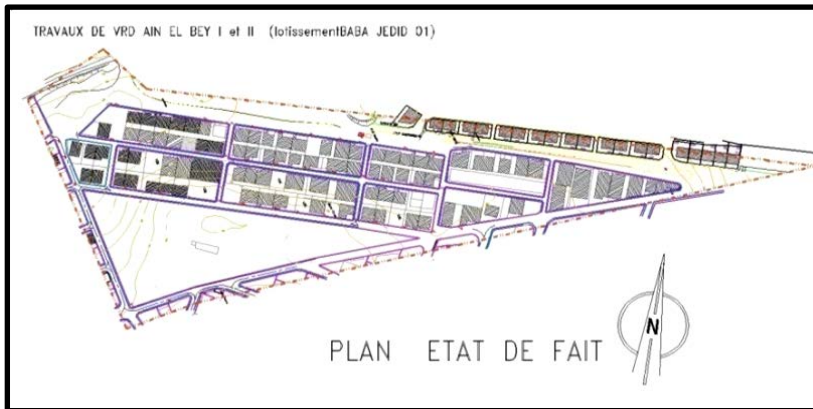 TRAVAUX DE VRD AIN EL BEY I et II (lotissementBABA JEDID 01)
PLAN ETAT DE FAIT
N